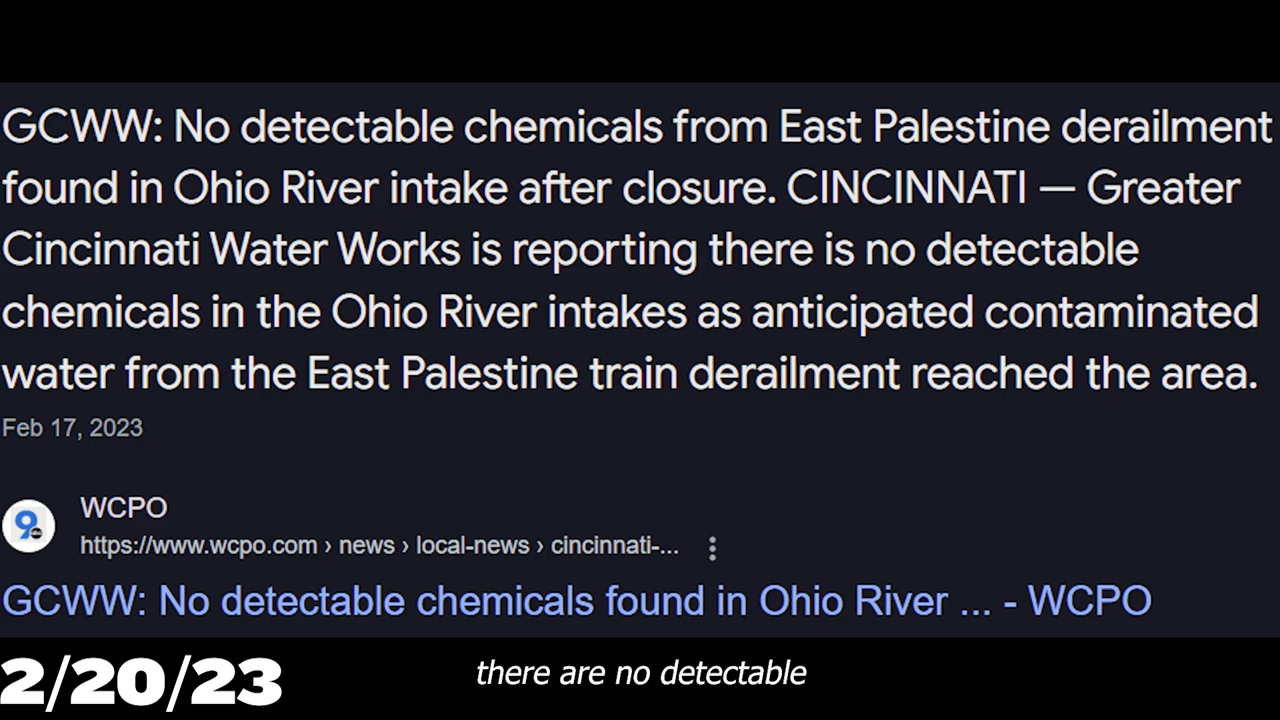 GCWW: No detectable chemicals from East Palestine derailment
found in Ohio River intake after closure. CINCINNATI — Greater
Cincinnati Water Works is reporting there is no detectable
chemicals in the Ohio River intakes as anticipated contaminated
water from the East Palestine train derailment reached the area.
Feb 17, 2023
WCPO
9
https://www.wcpo.com › news › local-news › cincinnati-...
GCWW: No detectable chemicals found in Ohio River ... - WCPO
2/20/23
there are no detectable